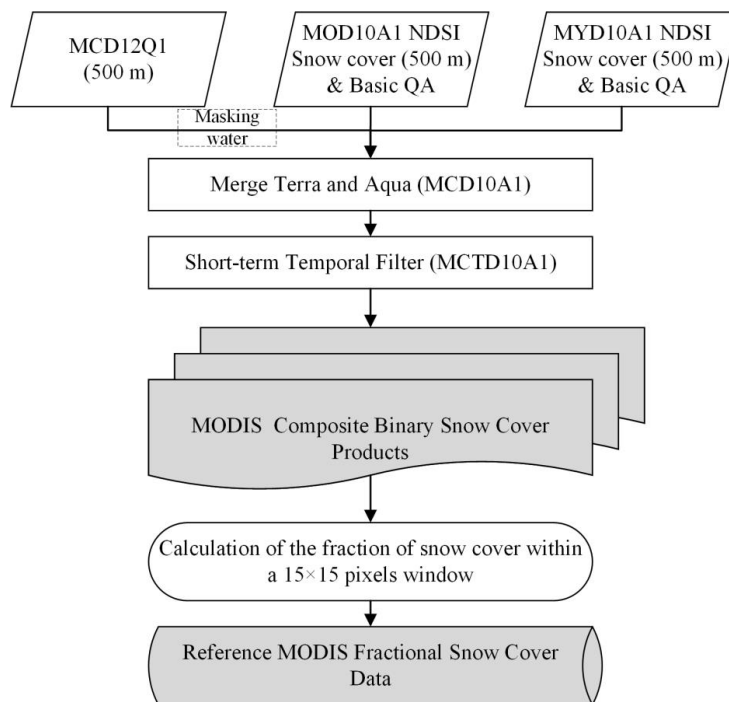 MCD12Q1
(500 m)
MOD10A1 NDSI
Snow cover (500 m)
& Basic QA
MYD10A1 NDSI
Snow cover (500 m)
& Basic QA
Masking
water
Merge Terra and Aqua (MCD10A1)
Short-term Temporal Filter (MCTD10A1)
MODIS Composite Binary Snow Cover
Products
Calculation of the fraction of snow cover within
a 15×15 pixels window
Reference MODIS Fractional Snow Cover
Data